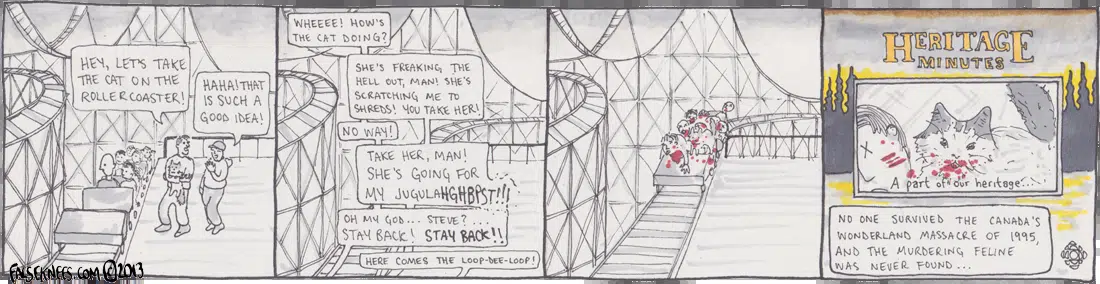 HEY, LET'S TAKE
THE CAT ON THE
ROLLERCOASTER!
HAHA! THAT
IS SUCH A
GOOD IDEA!
WHEEEE! HOW'S
THE CAT DOING?
SHE'S FREAKING THE
HELL OUT, MAN! SHE'S
SCRATCHING ME TO
SHREDS! YOU TAKE HER!
NO WAY!
TAKE HER, MAN!
SHE'S GOING FOR
MY JUGULAHGHBPST!!!
OH MY GOD... STEVE?...
STAY BACK! STAY BACK!!
HERE COMES THE LOOP-DEE-LOOP!
HERITAGE
MINUTES
A part of our heritage...
NO ONE SURVIVED THE CANADA'S
WONDERLAND MASSACRE OF 1995,
AND THE MURDERING FELINE
WAS NEVER FOUND...
FALSEKNEES.COM ©2013